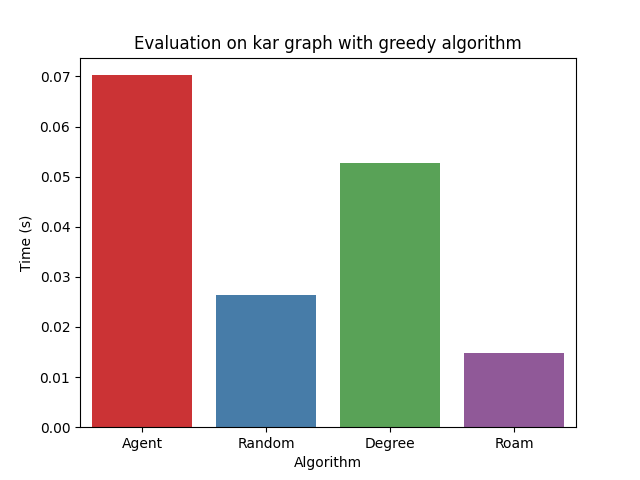 Evaluation on kar graph with greedy algorithm
0.07
0.06
0.05
0.04
0.03
0.02
0.01
0.00
Time (s)
Agent Random Degree Roam
Algorithm